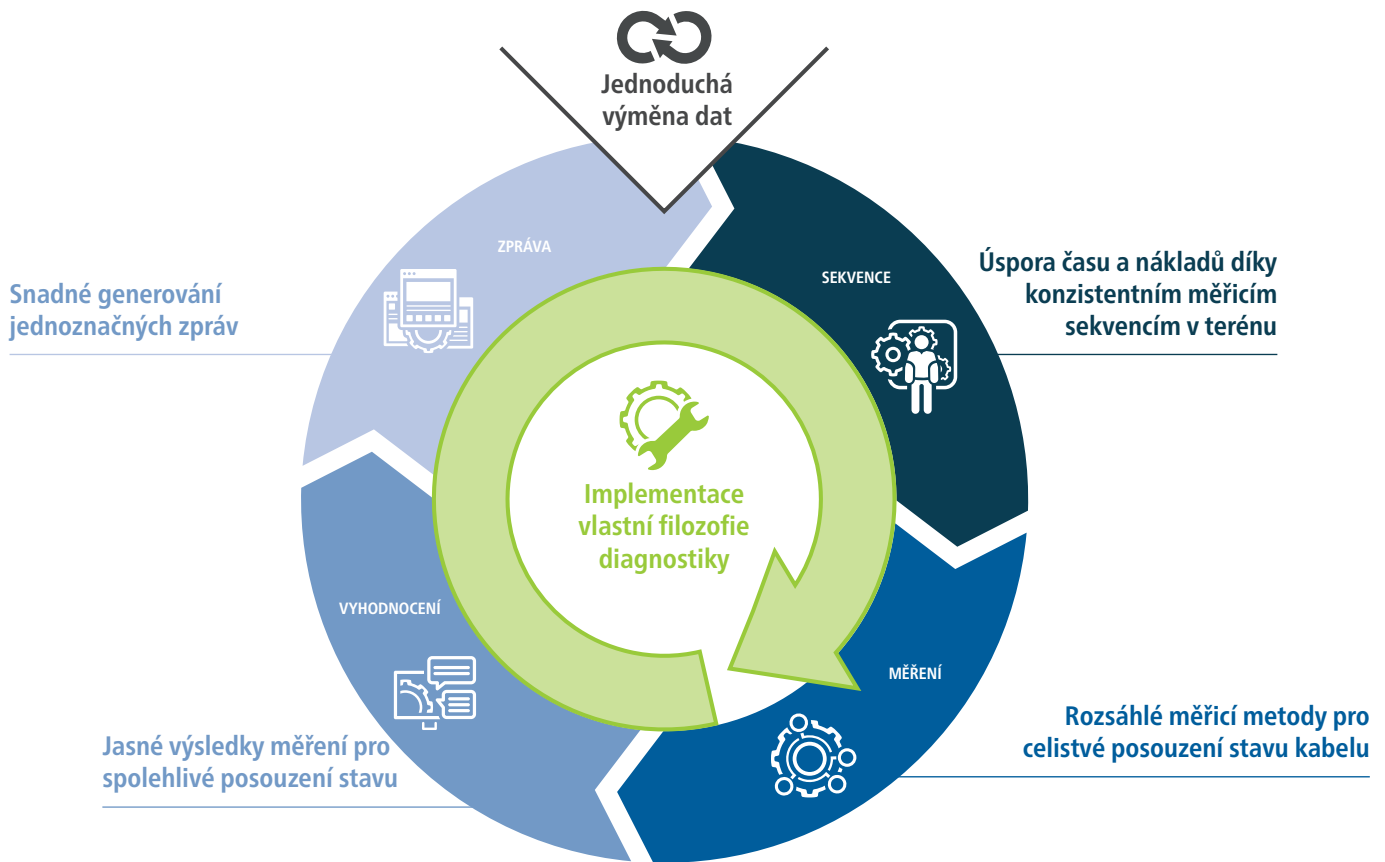 Jednoduchá
výměna dat
ZPRÁVA
Snadné generování
jednoznačných zpráv
SEKVENCE
Úspora času a nákladů díky
konzistentním měřicím
sekvencím v terénu
Implementace
vlastní filozofie
diagnostiky
VYHODNOCENÍ
Jasné výsledky měření pro
spolehlivé posouzení stavu
MĚŘENÍ
Rozsáhlé měřicí metody pro
celistvé posouzení stavu kabelu